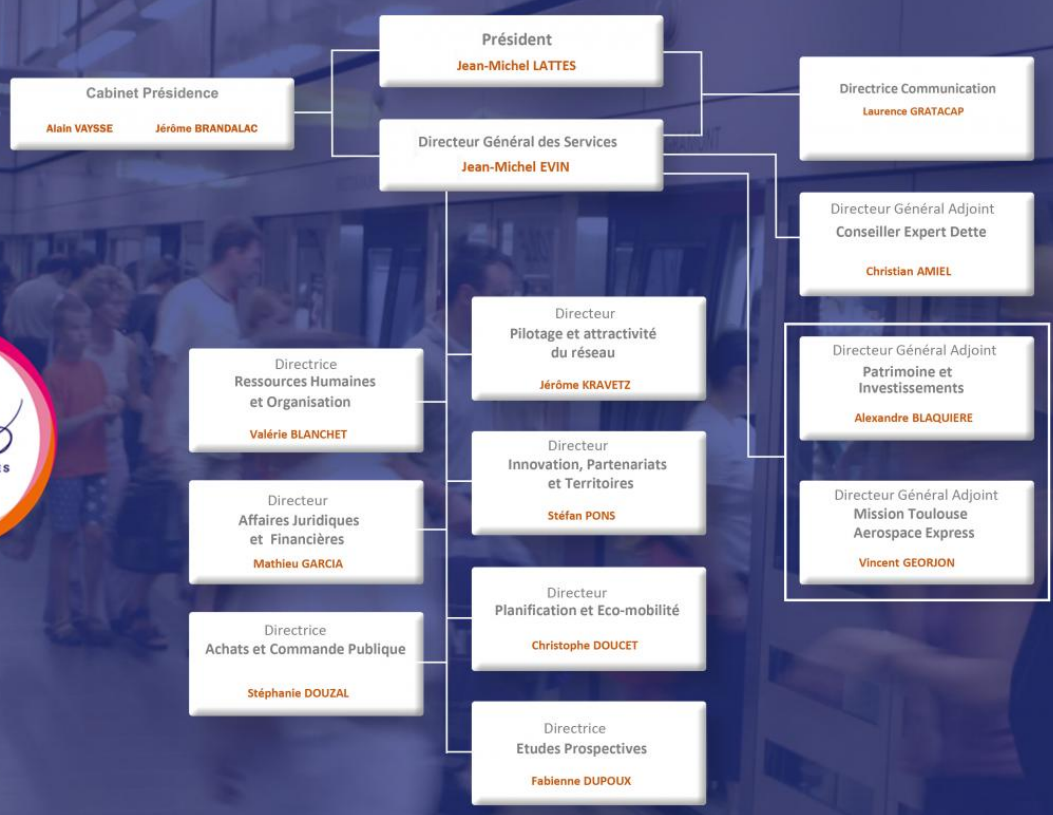 Président
Jean-Michel LATTES
Cabinet Présidence
Alain VAYSSE Jérôme BRANDALAC
Directrice Communication
Laurence GRATACAP
Directeur Général des Services
Jean-Michel EVIN
Directeur Général Adjoint
Conseiller Expert Dette
Christian AMIEL
Directeur
Pilotage et attractivité
du réseau
Jérôme KRAVETZ
Directrice
Ressources Humaines
et Organisation
Valérie BLANCHET
Directeur Général Adjoint
Patrimoine et
Investissements
Alexandre BLAQUIERE
Directeur
Innovation, Partenariats
et Territoires
Stéfan PONS
Directeur
Affaires Juridiques
et Financières
Mathieu GARCIA
Directeur Général Adjoint
Mission Toulouse
Aerospace Express
Vincent GEORJON
Directeur
Planification et Eco-mobilité
Christophe DOUCET
Directrice
Achats et Commande Publique
Stéphanie DOUZAL
Directrice
Etudes Prospectives
Fabienne DUPOUX